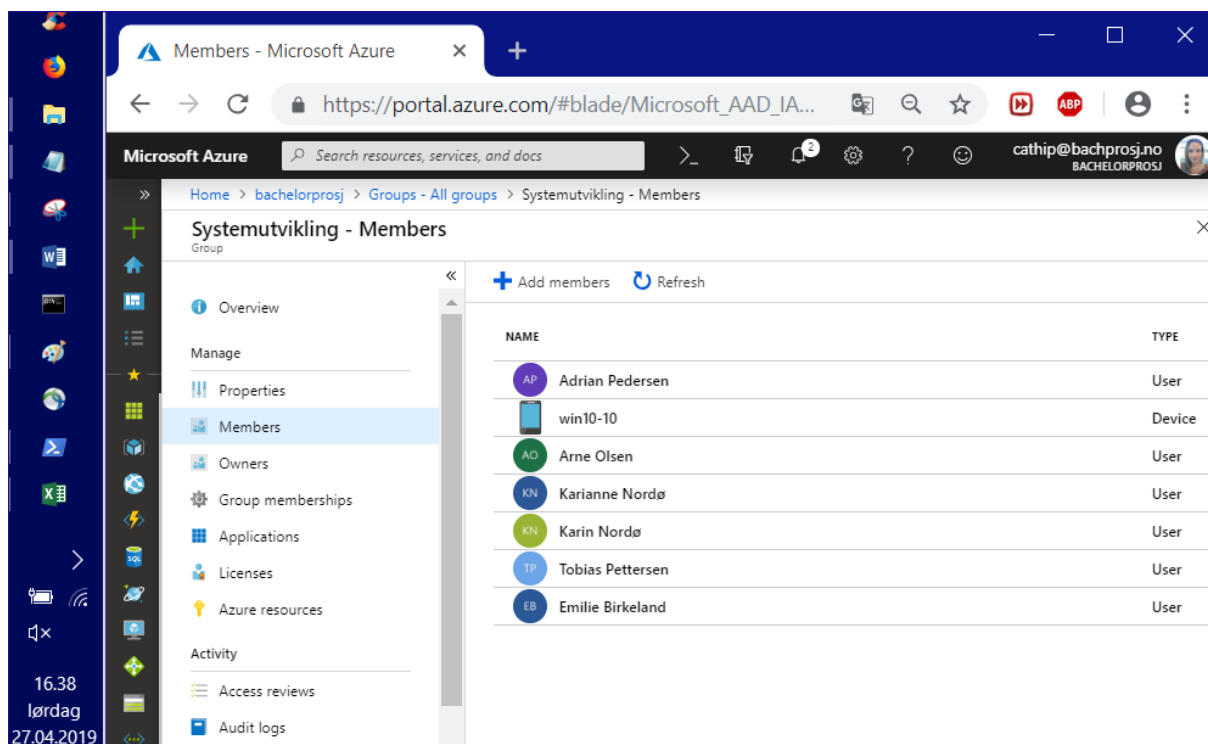 Members - Microsoft Azure
https://portal.azure.com/#blade/Microsoft_AAD_IA...
ABP
Microsoft Azure
Search resources, services, and docs
2
cathip@bachprosj.no
BACHELORPROSJ
Home > bachelorprosj > Groups - All groups > Systemutvikling - Members
Systemutvikling - Members
Group
Overview
Manage
Properties
Members
Owners
Group memberships
Applications
Licenses
Azure resources
Activity
Access reviews
Audit logs
Add members
Refresh
NAME TYPE
AP Adrian Pedersen User
win10-10 Device
AO Arne Olsen User
KN Karianne Nordø User
KN Karin Nordø User
TP Tobias Pettersen User
EB Emilie Birkeland User
SQL
16.38
lørdag
27.04.2019